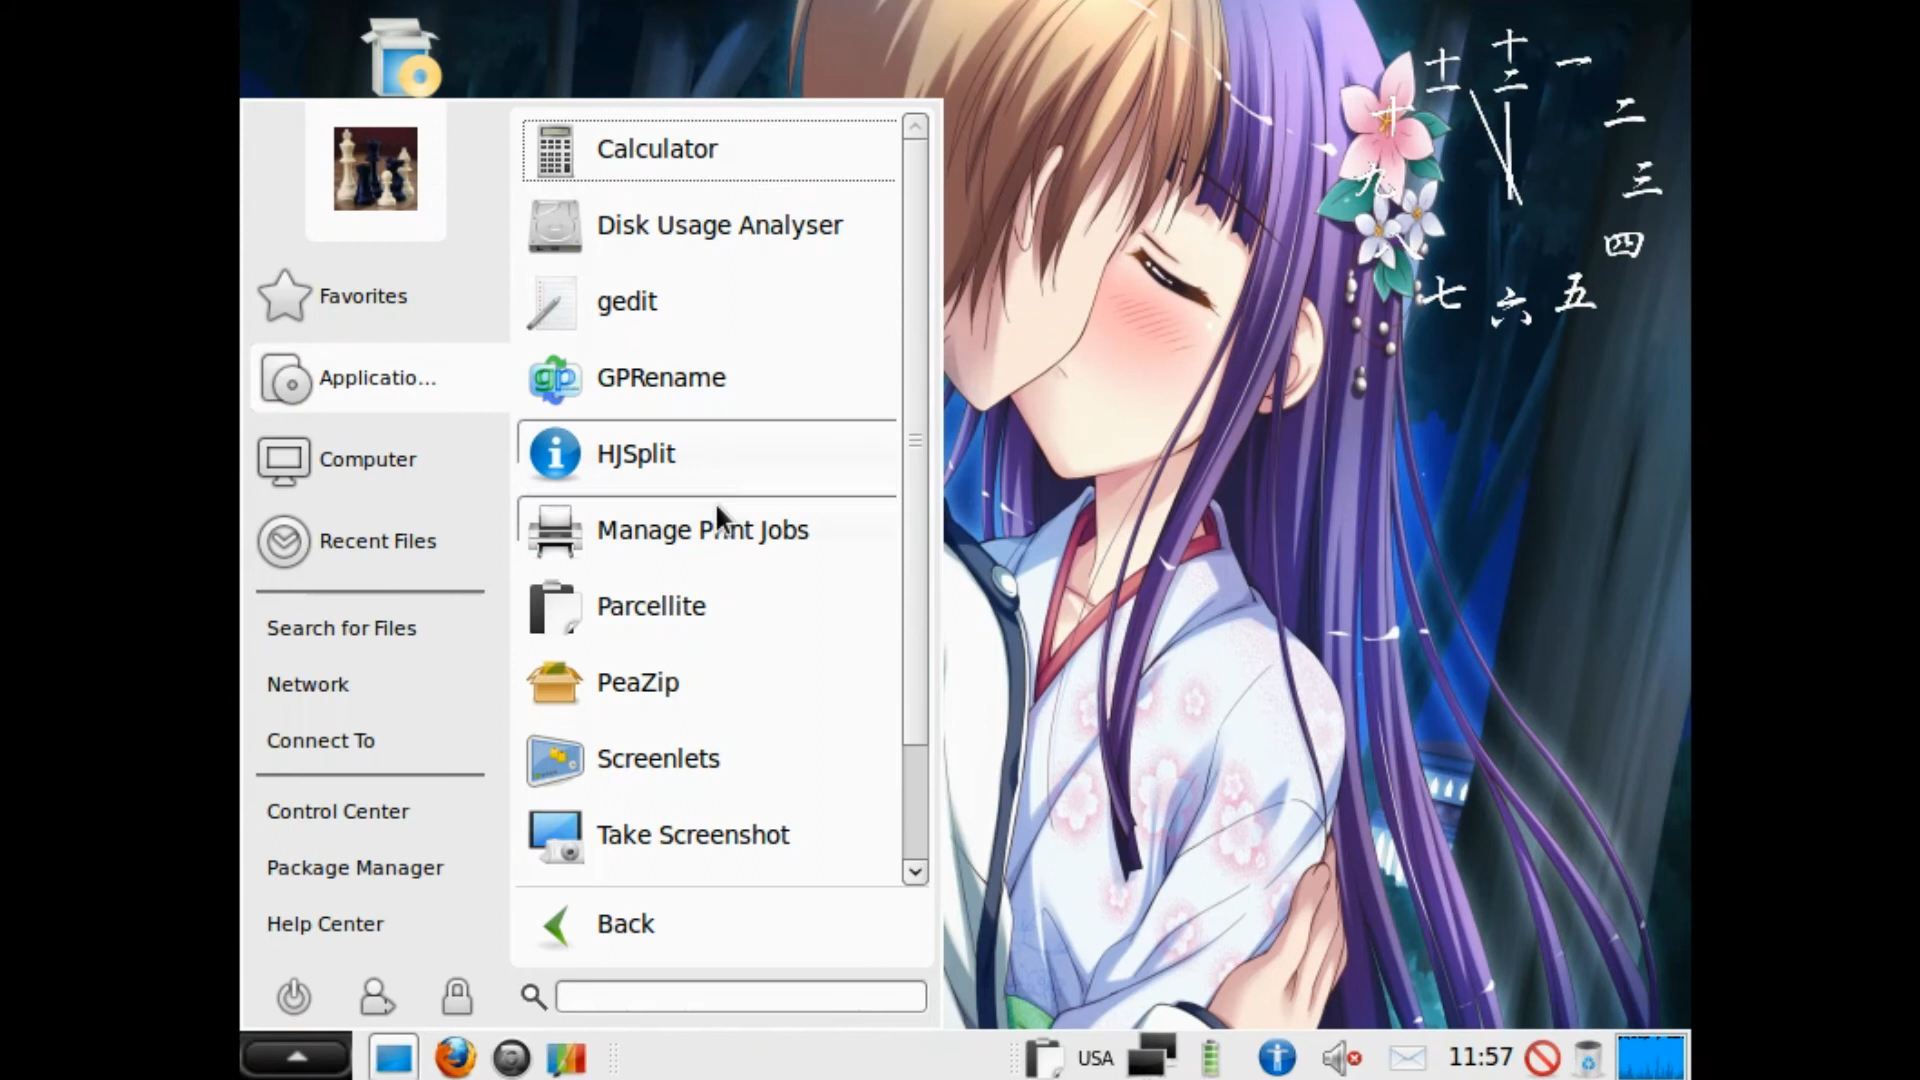 Calculator
Disk Usage Analyser
gedit
GPRename
HJSplit
Manage Print Jobs
Parcellite
PeaZip
Screenlets
Take Screenshot
Back
Favorites
Applicatio...
Computer
Recent Files
Search for Files
Network
Connect To
Control Center
Package Manager
Help Center
gp
十二
一
二
三
四
五
六
七
八
九
十
十一
USA
11:57